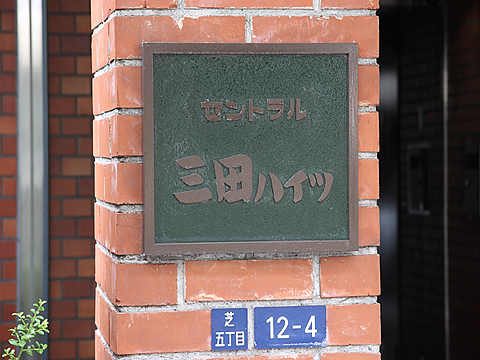 セントラル
三田ハイツ
芝
五丁目
12-4